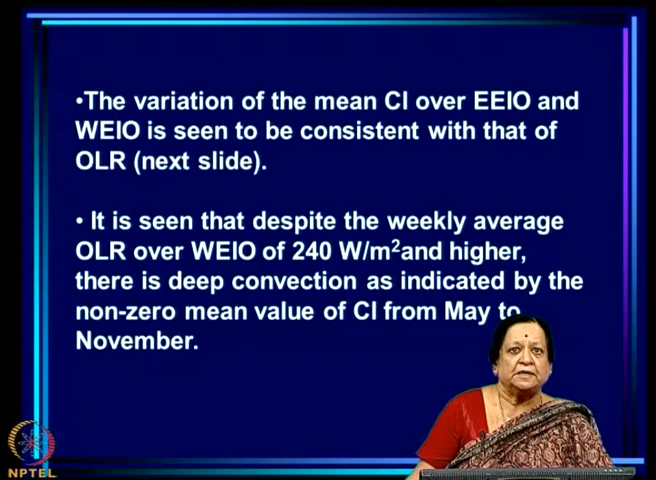 •The variation of the mean CI over EEIO and
WEIO is seen to be consistent with that of
OLR (next slide).
• It is seen that despite the weekly average
OLR over WEIO of 240 W/m²and higher,
there is deep convection as indicated by the
non-zero mean value of CI from May to
November.
NPTEL